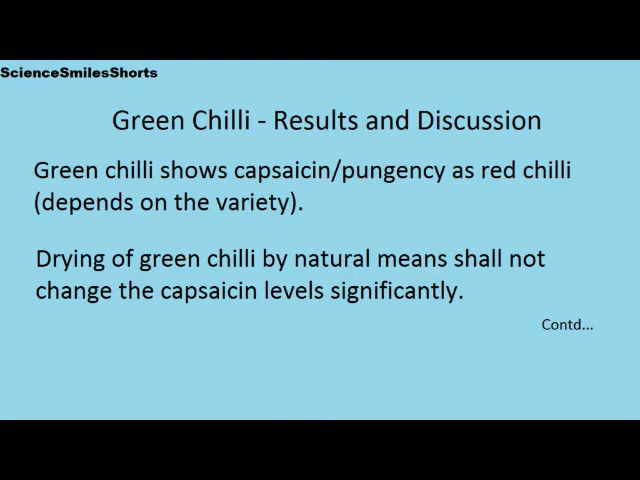 ScienceSmilesShorts
Green Chilli - Results and Discussion
Green chilli shows capsaicin/pungency as red chilli
(depends on the variety).
Drying of green chilli by natural means shall not
change the capsaicin levels significantly.
Contd...